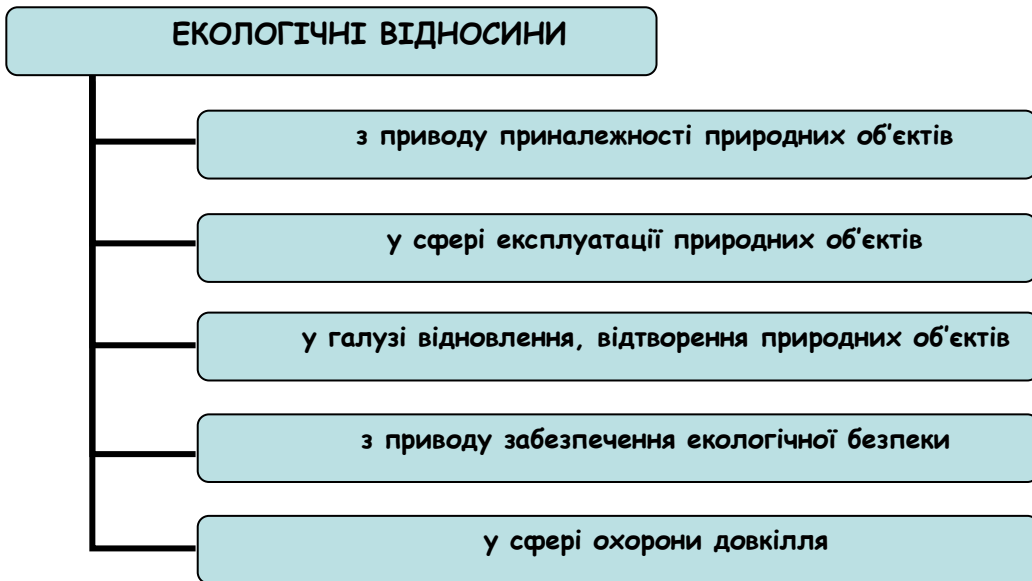 ЕКОЛОГІЧНІ ВІДНОСИНИ
з приводу приналежності природних об'єктів
у сфері експлуатації природних об'єктів
у галузі відновлення, відтворення природних об'єктів
з приводу забезпечення екологічної безпеки
у сфері охорони довкілля